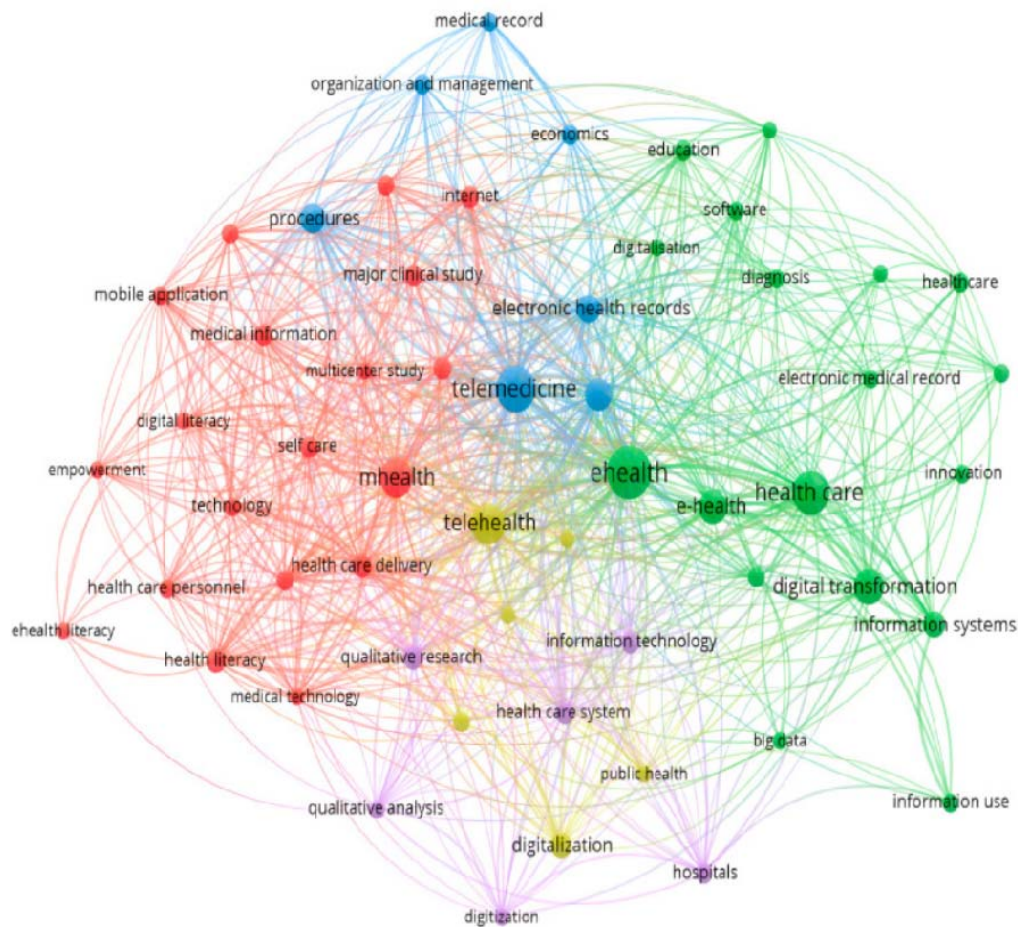 medical record
organization and management
economics
education
internet
procedures
software
digitalisation
major clinical study
diagnosis
healthcare
mobile application
electronic health records
medical information
multicenter study
telemedicine
electronic medical record
digital literacy
self care
empowerment
mhealth
ehealth
innovation
technology
e-health
health care
telehealth
health care delivery
health care personnel
digital transformation
ehealth literacy
information systems
qualitative research
information technology
health literacy
medical technology
health care system
big data
public health
qualitative analysis
information use
digitalization
hospitals
digitization